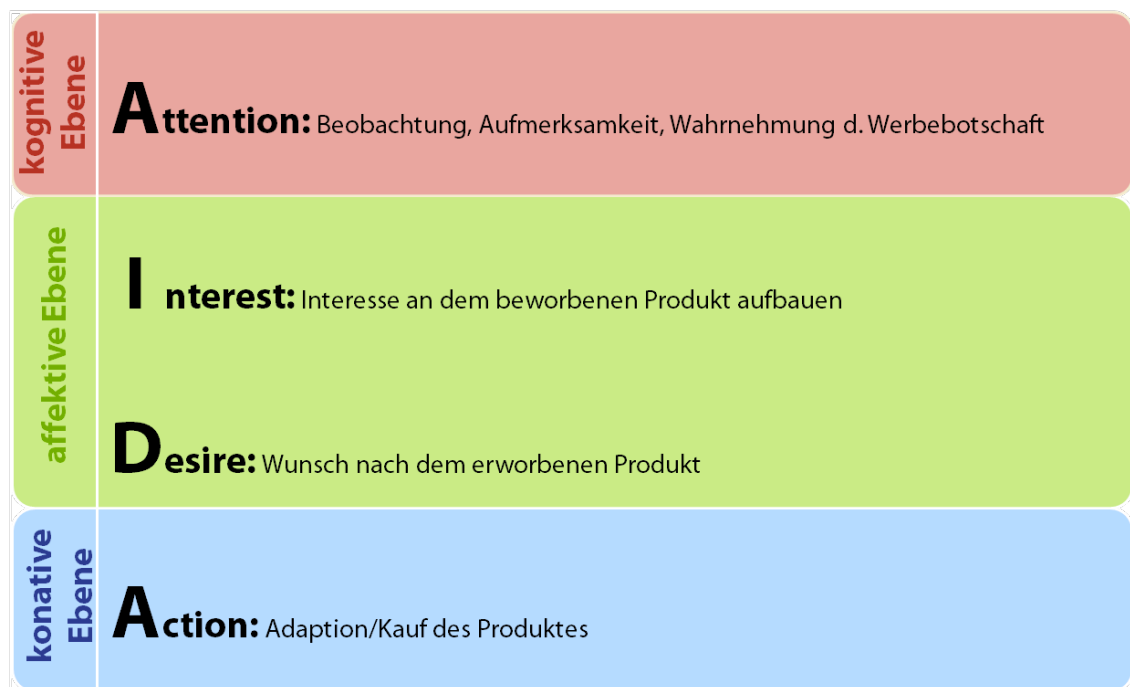 kognitive
Ebene
Attention: Beobachtung, Aufmerksamkeit, Wahrnehmung d. Werbebotschaft
affektive Ebene
Interest: Interesse an dem beworbenen Produkt aufbauen
Desire: Wunsch nach dem erworbenen Produkt
konative
Ebene
Action: Adaption/Kauf des Produktes